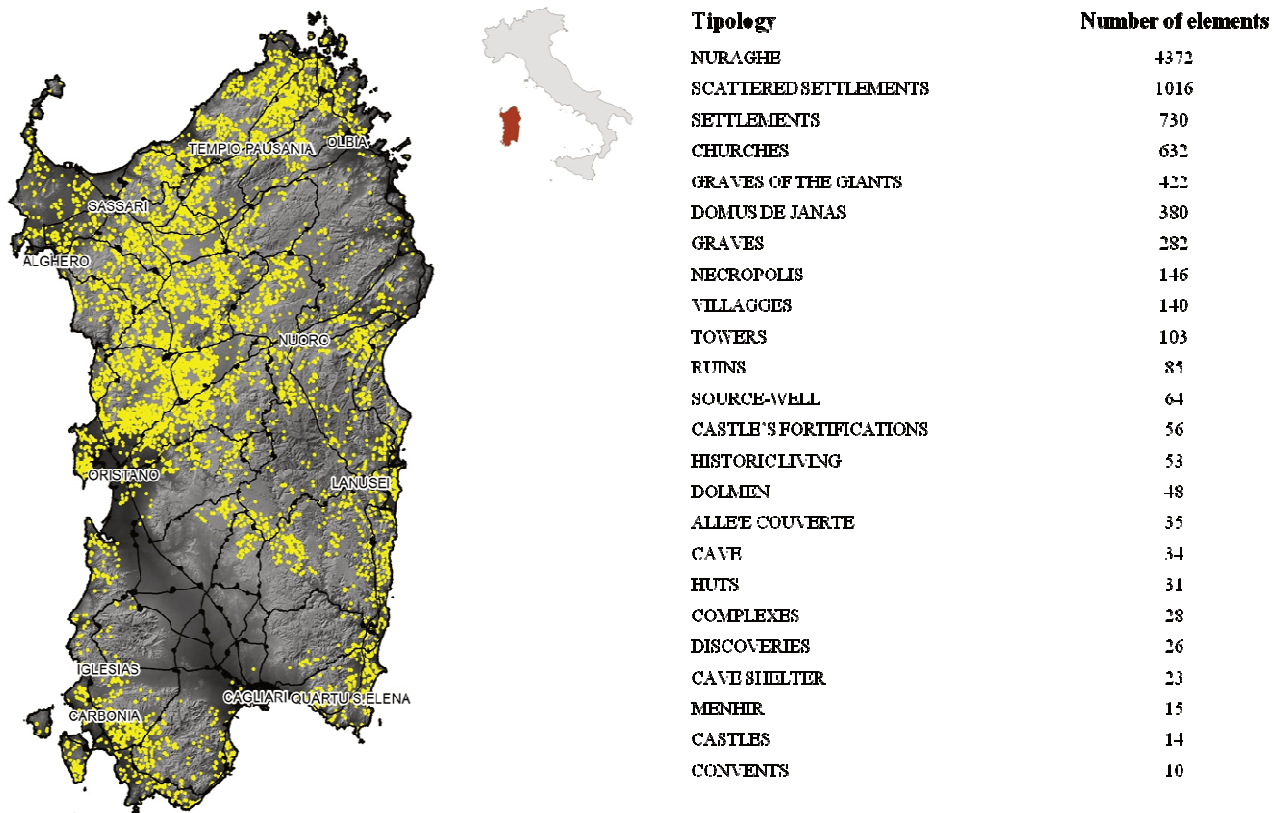 TEMPIO PAUSANIA
OLBIA
SASSARI
ALGHERO
NUORO
ORISTANO
LANUSEI
IGLESIAS
CAGLIARI
QUARTU S.ELENA
CARBONIA
Tipology Number of elements
NURAGHE 4372
SCATTERED SETTLEMENTS 1016
SETTLEMENTS 730
CHURCHES 632
GRAVES OF THE GIANTS 422
DOMUS DE JANAS 380
GRAVES 282
NECROPOLIS 146
VILLAGGES 140
TOWERS 103
RUINS 85
SOURCE-WELL 64
CASTLE'S FORTIFICATIONS 56
HISTORIC LIVING 53
DOLMEN 48
ALLE'E COUVERTE 35
CAVE 34
HUTS 31
COMPLEXES 28
DISCOVERIES 26
CAVE SHELTER 23
MENHIR 15
CASTLES 14
CONVENTS 10